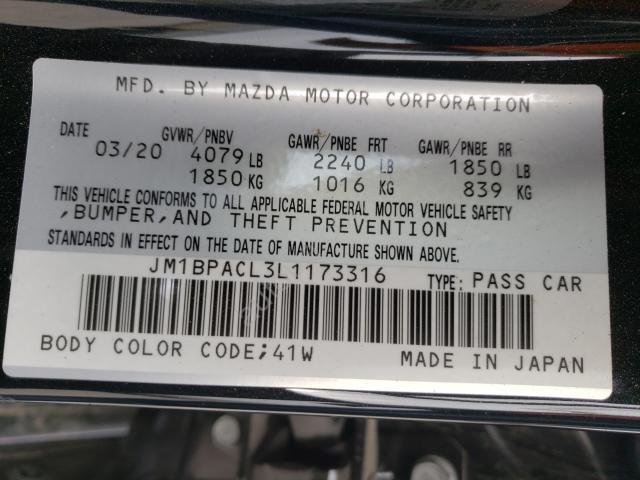 MFD. BY MAZDA MOTOR CORPORATION
DATE GVWR/PNBV GAWR/PNBE FRT GAWR/PNBE RR
03/20 4079 LB 2240 LB 1850 LB
1850 KG 1016 KG 839 KG
THIS VEHICLE CONFORMS TO ALL APPLICABLE FEDERAL MOTOR VEHICLE SAFETY
,BUMPER,AND THEFT PREVENTION
STANDARDS IN EFFECT ON THE DATE OF MANUFACTURE SHOWN ABOVE.
JM1BPACL3L1173316 TYPE: PASS CAR
BODY COLOR CODE;41W MADE IN JAPAN